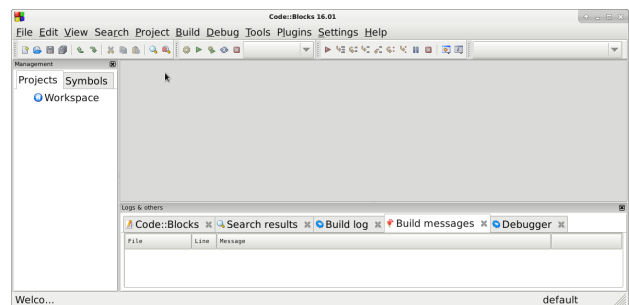 Code::Blocks 16.01
File Edit View Search Project Build Debug Tools Plugins Settings Help
Management
Projects Symbols
Workspace
Logs & others
Code::Blocks Search results Build log Build messages Debugger
File Line Message
Welco... default